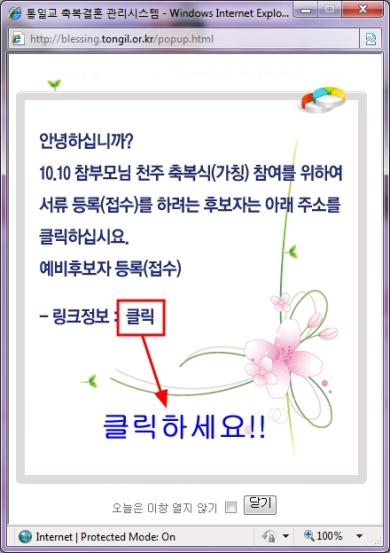 통일교 축복결혼 관리시스템 - Windows Internet Explo...
http://blessing.tongil.or.kr/popup.html
안녕하십니까?
10.10 참부모님 천주 축복식(가칭) 참여를 위하여
서류 등록(접수)를 하려는 후보자는 아래 주소를
클릭하십시요.
예비후보자 등록(접수)
- 링크정보 : 클릭
클릭하세요!!
오늘은 이창 열지 않기 닫기
Internet | Protected Mode: On 100%